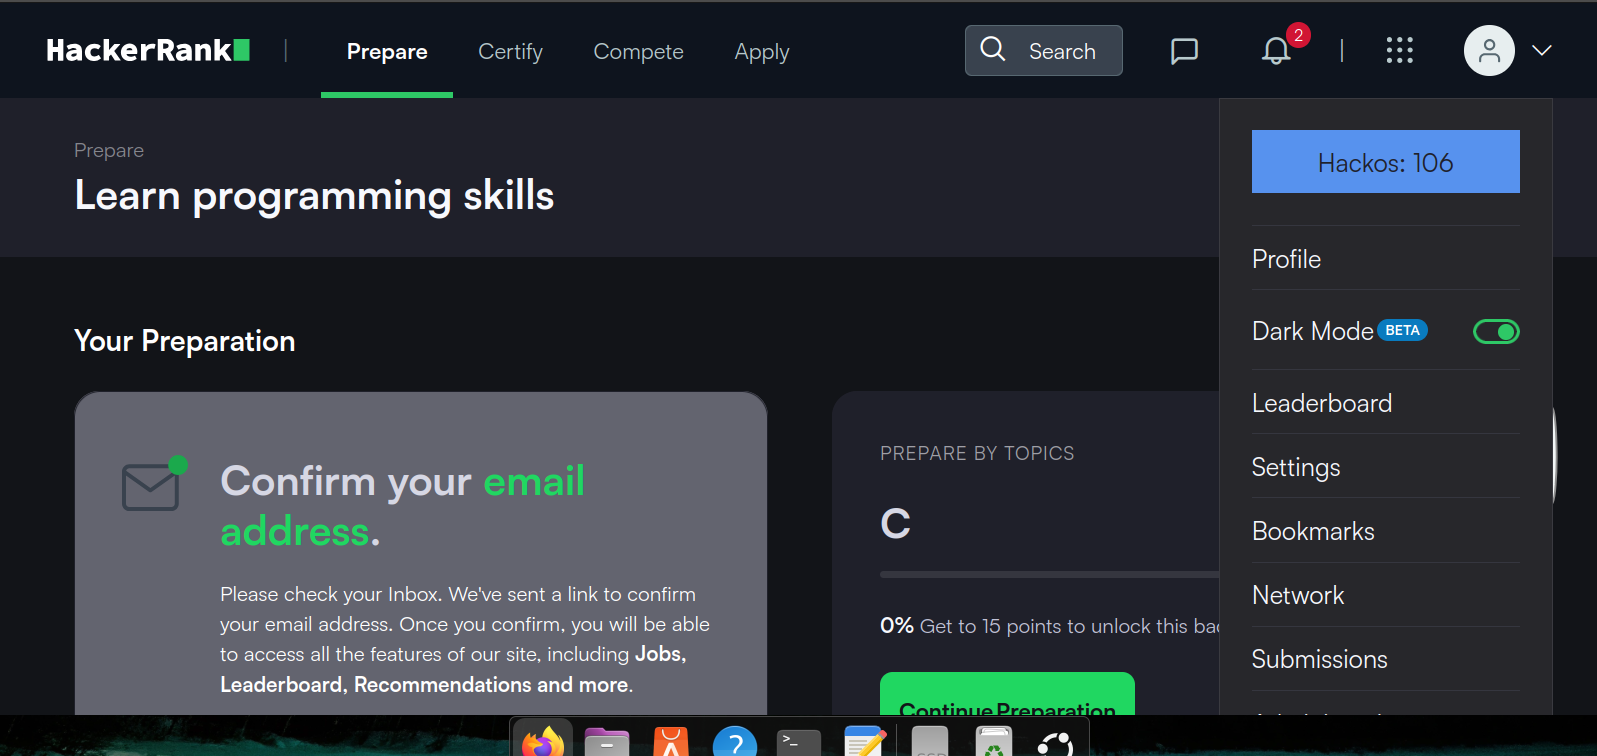 HackerRank
Prepare
Certify
Compete
Apply
Search
2
Hackos: 106
Profile
Dark Mode BETA
Leaderboard
Settings
Bookmarks
Network
Submissions
Prepare
Learn programming skills
Your Preparation
Confirm your email
address.
Please check your Inbox. We've sent a link to confirm
your email address. Once you confirm, you will be able
to access all the features of our site, including Jobs,
Leaderboard, Recommendations and more.
PREPARE BY TOPICS
C
0% Get to 15 points to unlock this
Continue Preparation